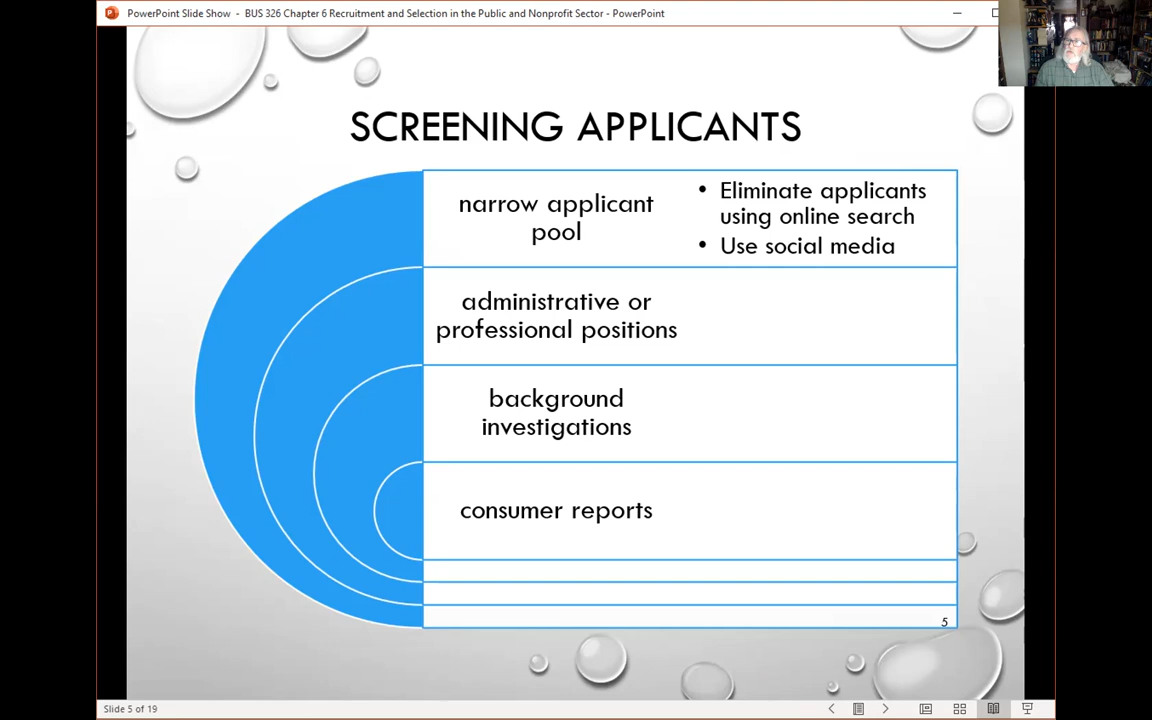 PowerPoint Slide Show - BUS 326 Chapter 6 Recruitment and Selection in the Public and Nonprofit Sector - PowerPoint
SCREENING APPLICANTS
narrow applicant
pool
• Eliminate applicants
using online search
• Use social media
administrative or
professional positions
background
investigations
consumer reports
5
Slide 5 of 19